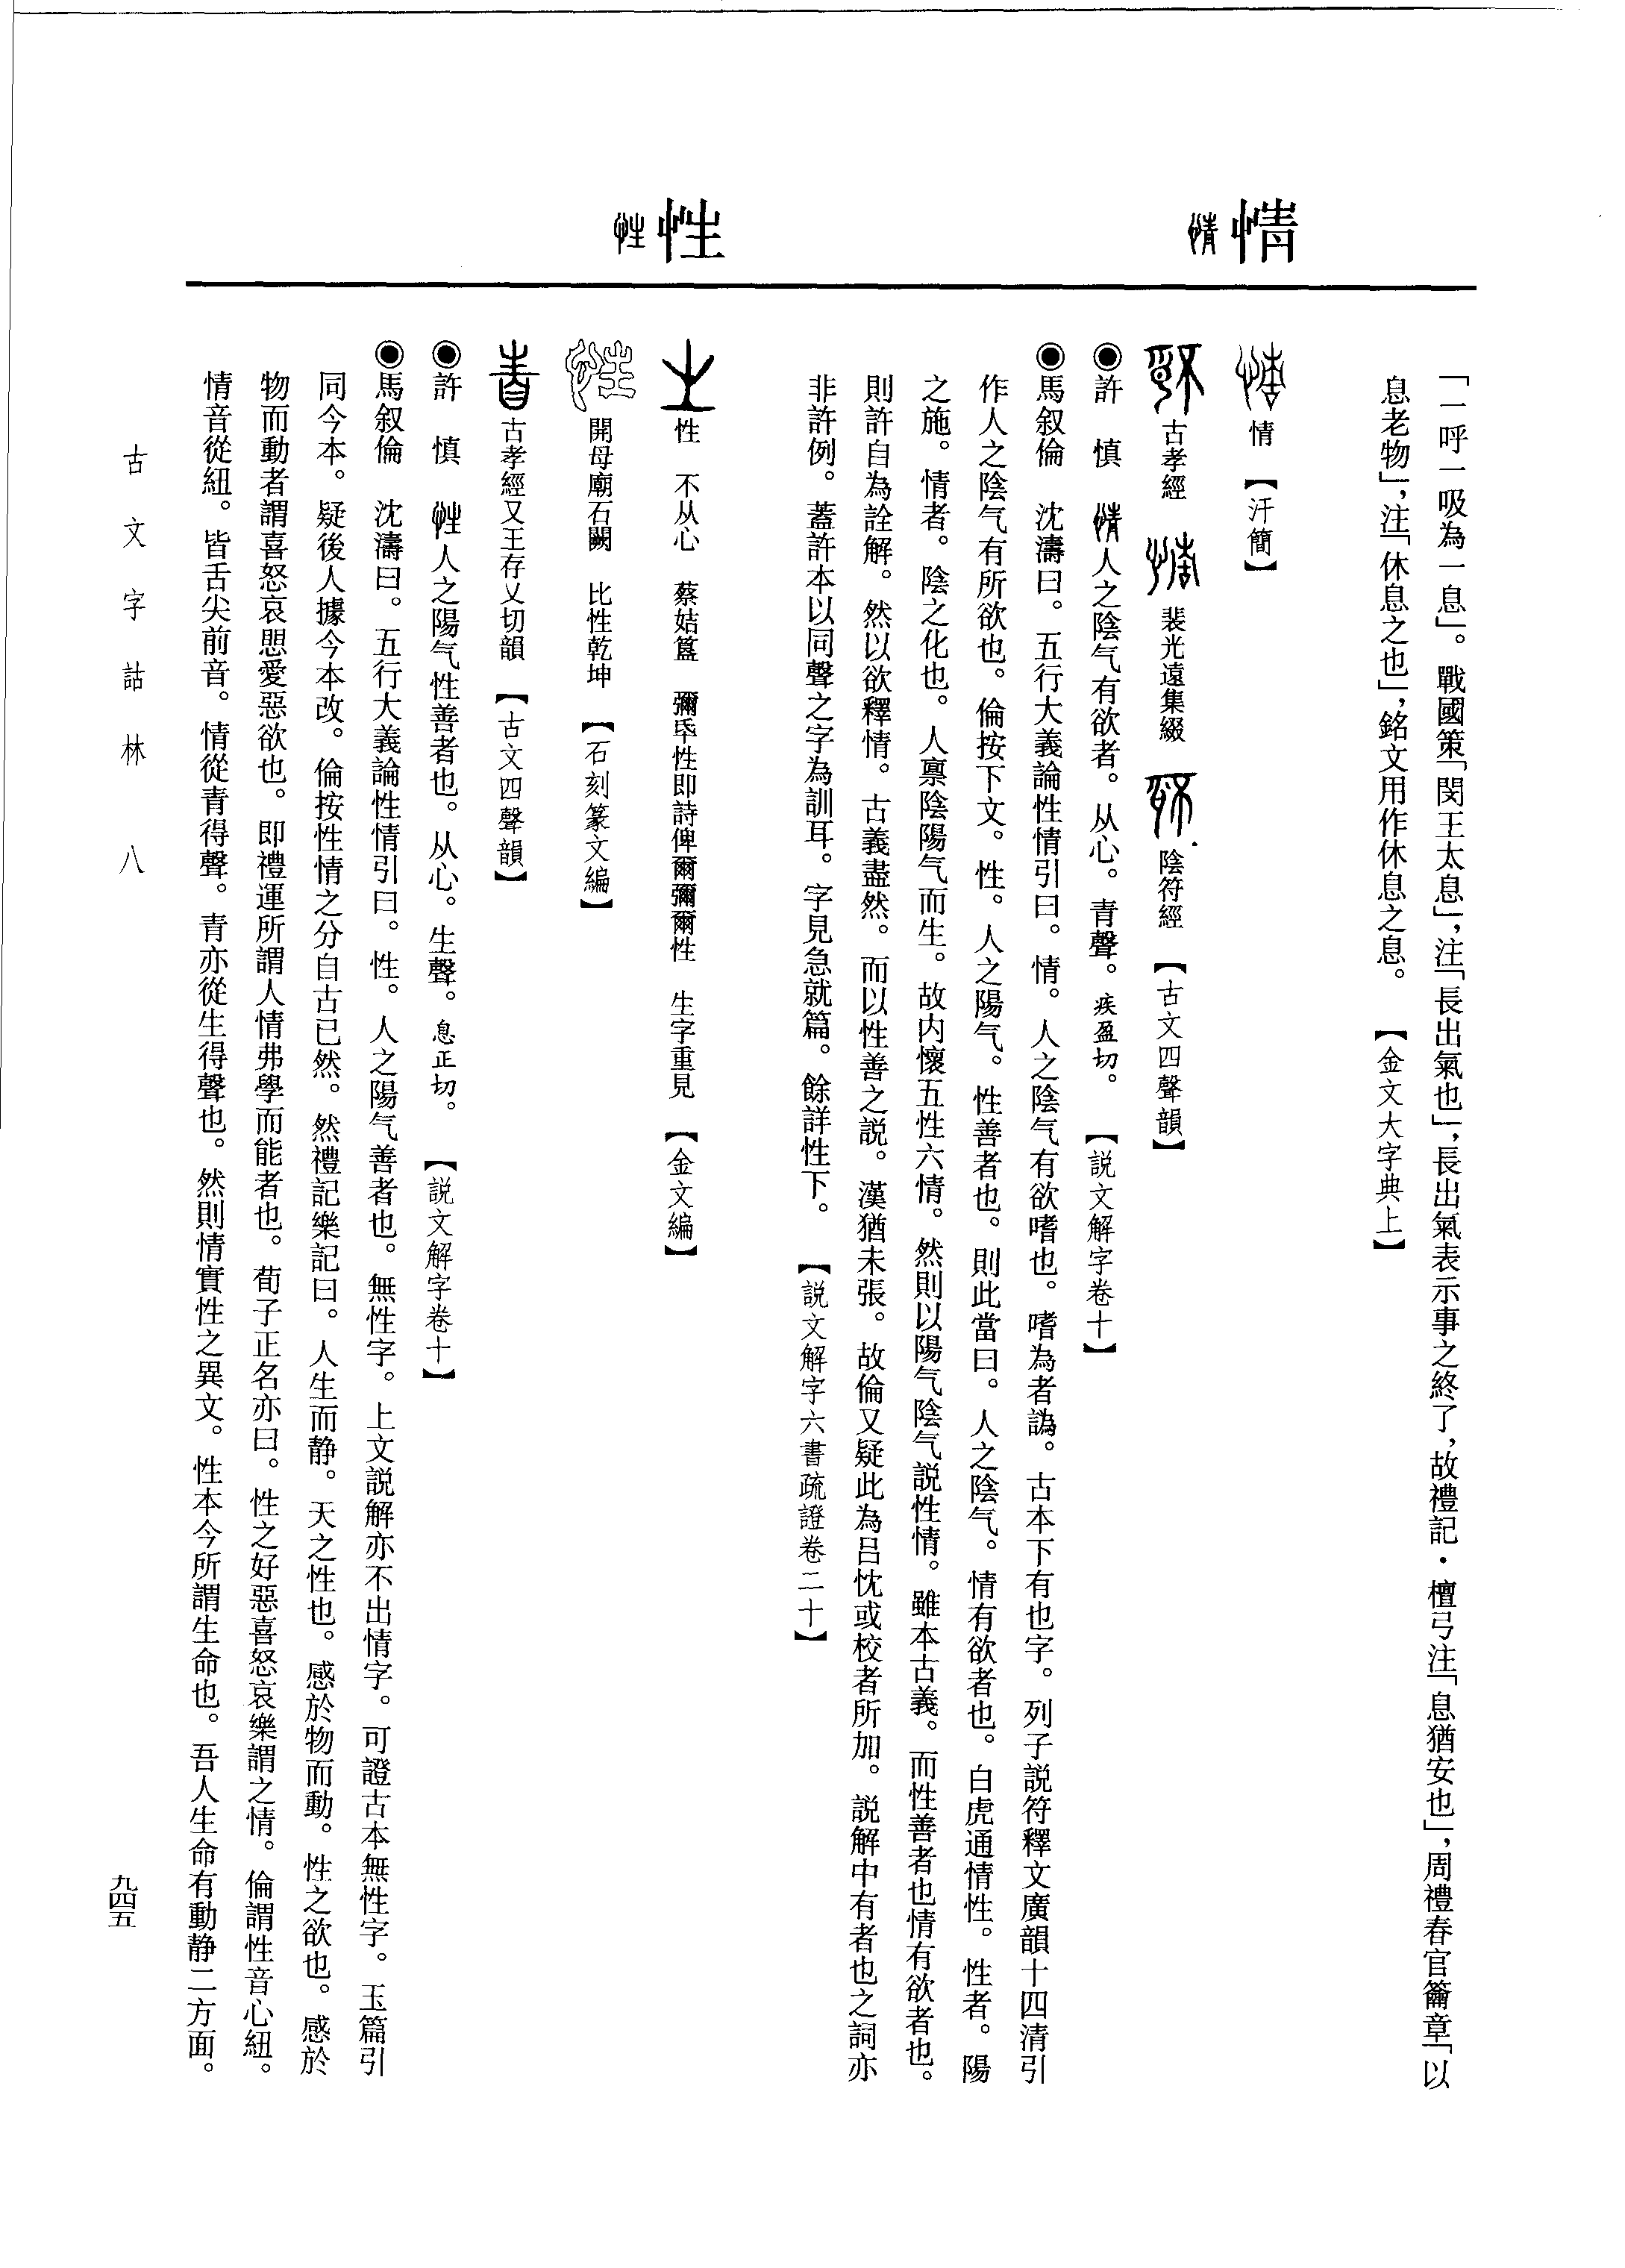 情
性
「一呼一吸為一息」。戰國策「閔王太息」，注「長出氣也」，長出氣表示事之終了，故禮記・檀弓注「息猶安也」，周禮春官籥章「以
息老物」，注「休息之也」，銘文用作休息之息。　【金文大字典上】
情　【汗簡】
古孝經　裴光遠集綴　陰符經　【古文四聲韻】
◉許　慎　人之陰气有欲者。从心。青聲。疾盈切。　【説文解字卷十】
◉馬叙倫　沈濤曰。五行大義論性情引曰。情。人之陰气有欲嗜也。嗜為者譌。古本下有也字。列子説符釋文廣韻十四清引
作人之陰气有所欲也。倫按下文。性。人之陽气。性善者也。則此當曰。人之陰气。情有欲者也。白虎通情性。性者。陽
之施。情者。陰之化也。人禀陰陽气而生。故内懷五性六情。然則以陽气陰气説性情。雖本古義。而性善者也情有欲者也。
則許自為詮解。然以欲釋情。古義盡然。而以性善之説。漢猶未張。故倫又疑此為呂忱或校者所加。説解中有者也之詞亦
非許例。蓋許本以同聲之字為訓耳。字見急就篇。餘詳性下。　【説文解字六書疏證卷二十】
性　不从心　蔡姞簋　彌氒性即詩俾爾彌爾性　生字重見　【金文編】
開母廟石闕　比性乾坤　【石刻篆文編】
古孝經又王存乂切韻　【古文四聲韻】
◉許　慎　人之陽气性善者也。从心。生聲。息正切。　【説文解字卷十】
◉馬叙倫　沈濤曰。五行大義論性情引曰。性。人之陽气善者也。無性字。上文説解亦不出情字。可證古本無性字。玉篇引
同今本。疑後人據今本改。倫按性情之分自古已然。然禮記樂記曰。人生而静。天之性也。感於物而動。性之欲也。感於
物而動者謂喜怒哀思愛惡欲也。即禮運所謂人情弗學而能者也。荀子正名亦曰。性之好惡喜怒哀樂謂之情。倫謂性音心紐。
情音從紐。皆舌尖前音。情從青得聲。青亦從生得聲也。然則情實性之異文。性本今所謂生命也。吾人生命有動静二方面。
古文字詁林　八
九四五